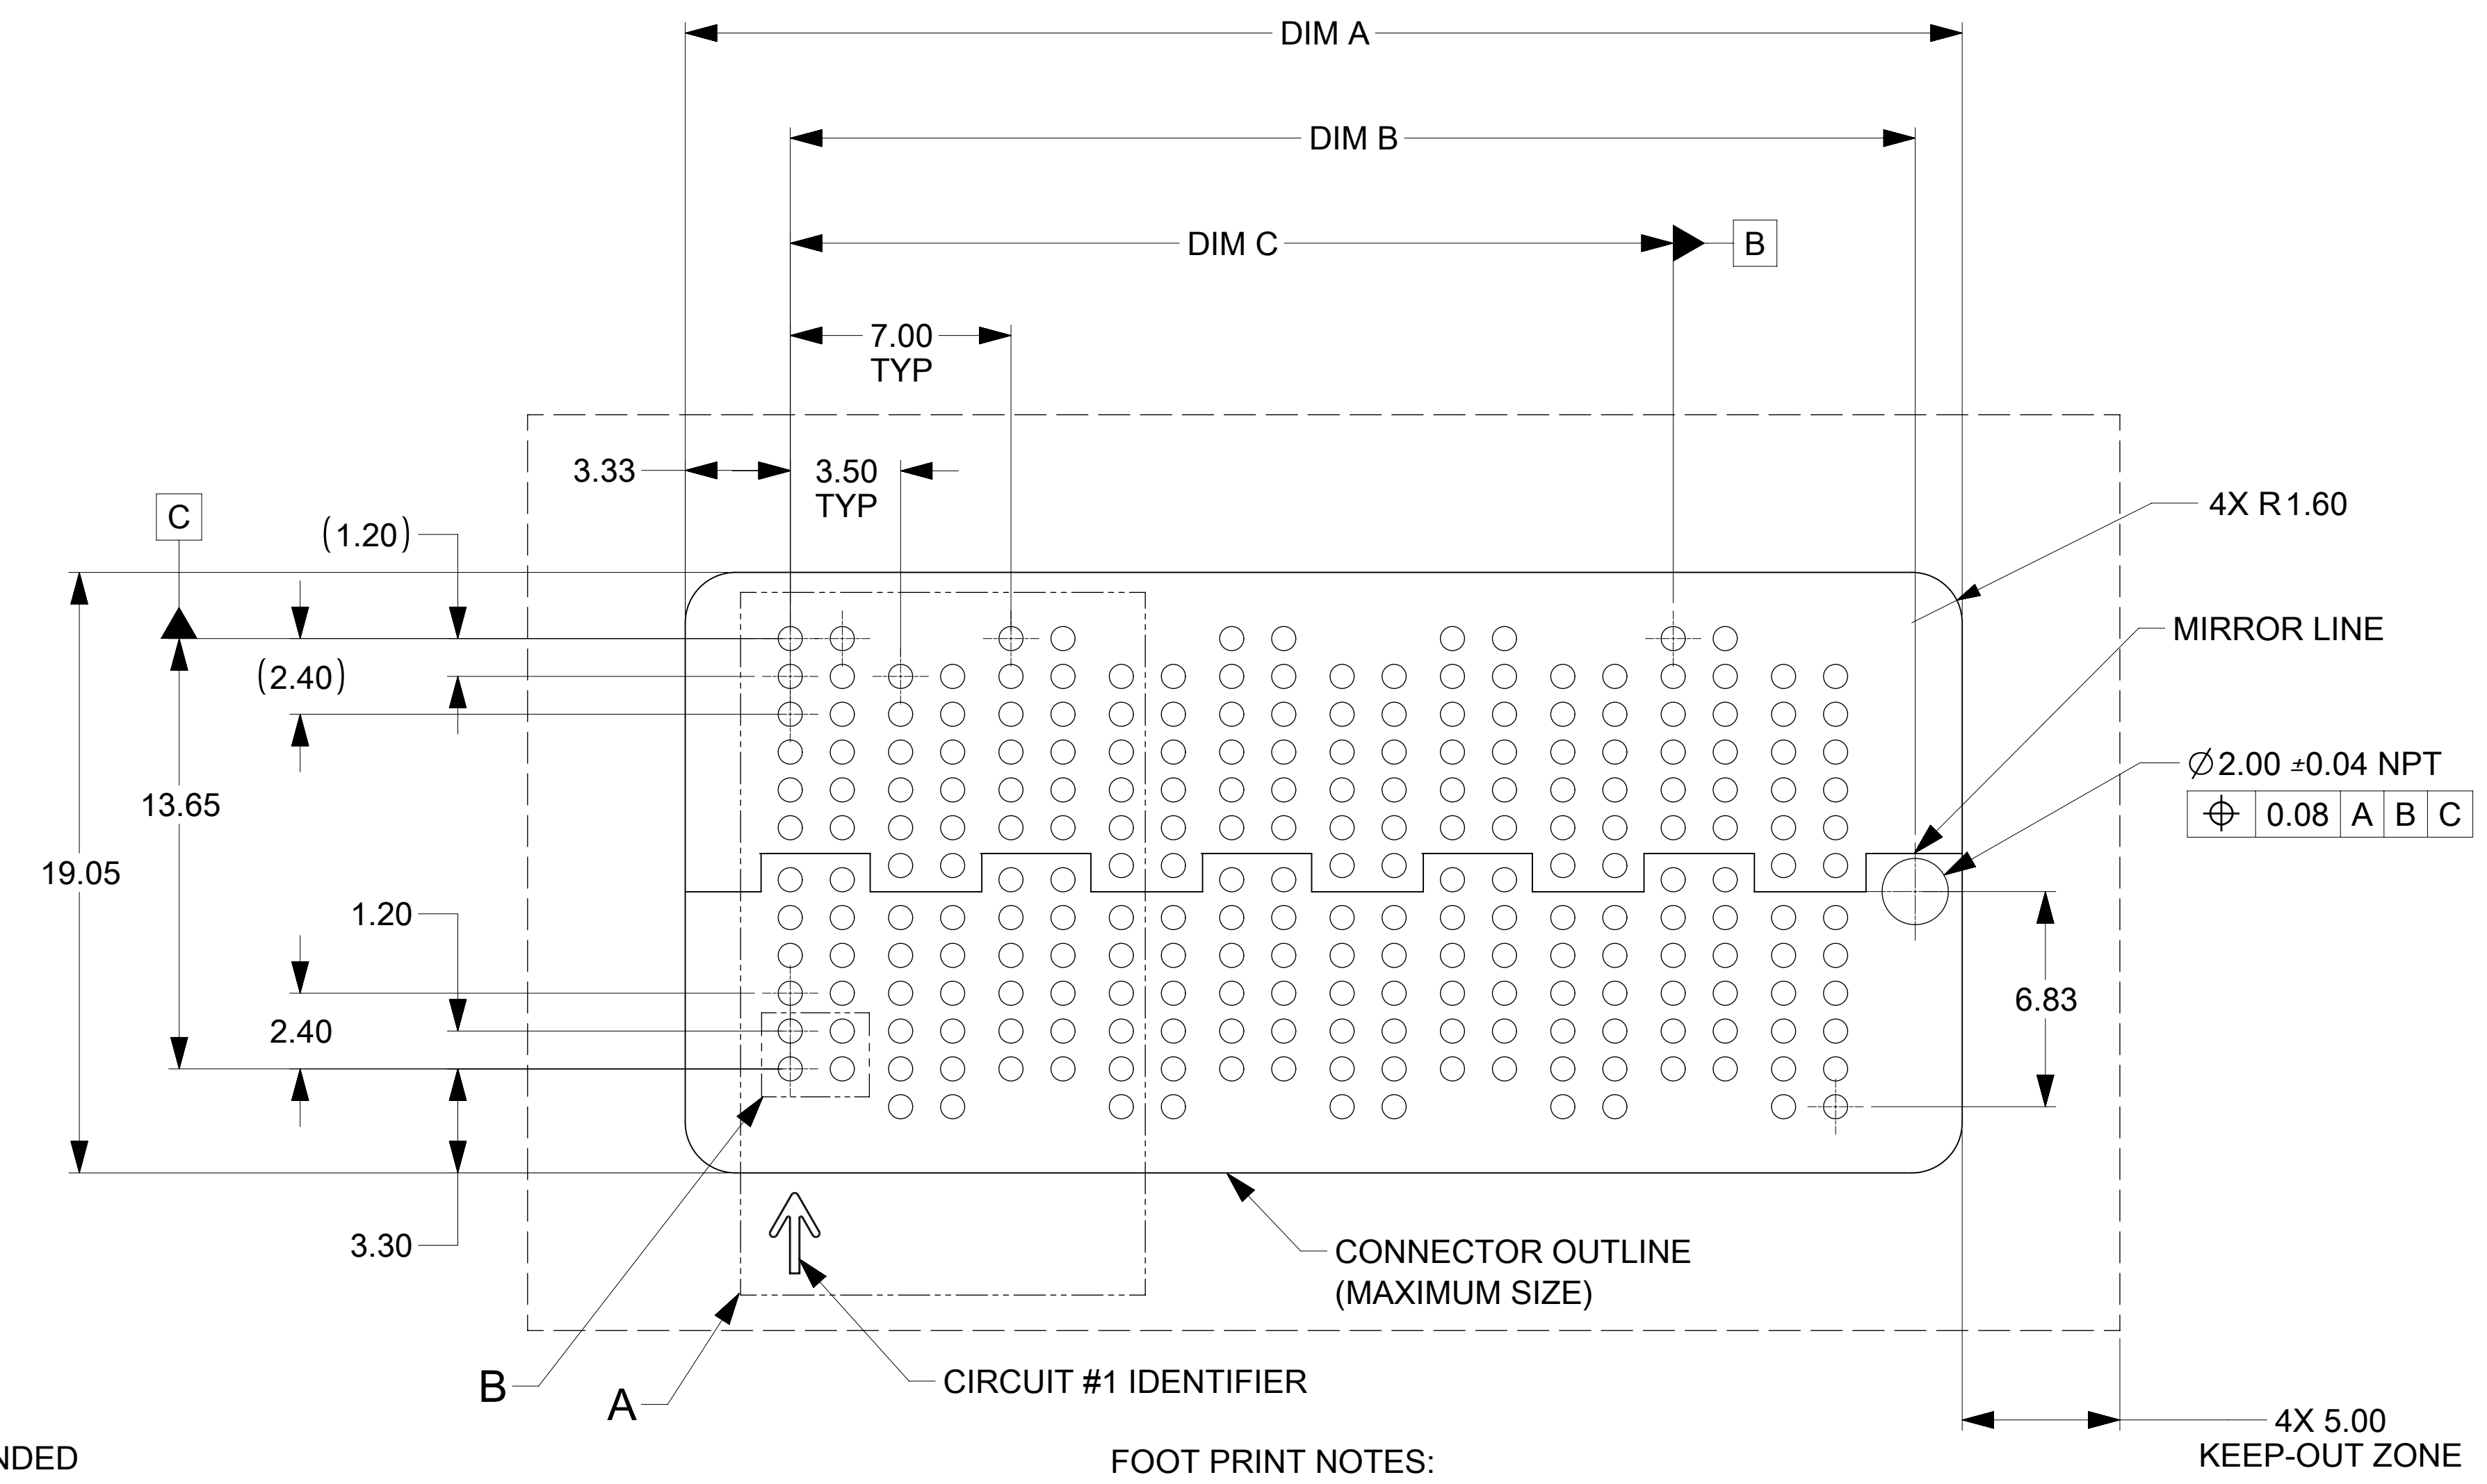 DIM A
DIM B
DIM C
B
7.00
TYP
3.33
3.50
TYP
C
(1.20)
4X R1.60
MIRROR LINE
(2.40)
⌀2.00 ±0.04 NPT
⌖ 0.08 A B C
13.65
19.05
1.20
6.83
2.40
3.30
CONNECTOR OUTLINE
(MAXIMUM SIZE)
CIRCUIT #1 IDENTIFIER
B
A
4X 5.00
KEEP-OUT ZONE
NDED
FOOT PRINT NOTES: